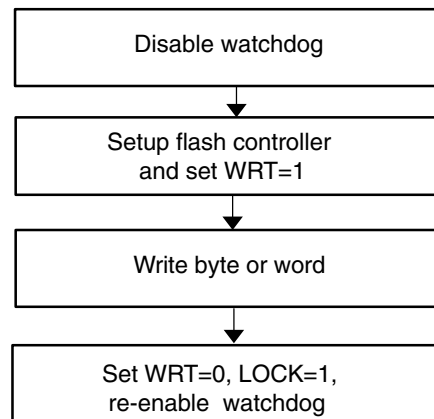 Disable watchdog
Setup flash controller
and set WRT=1
Write byte or word
Set WRT=0, LOCK=1,
re-enable watchdog